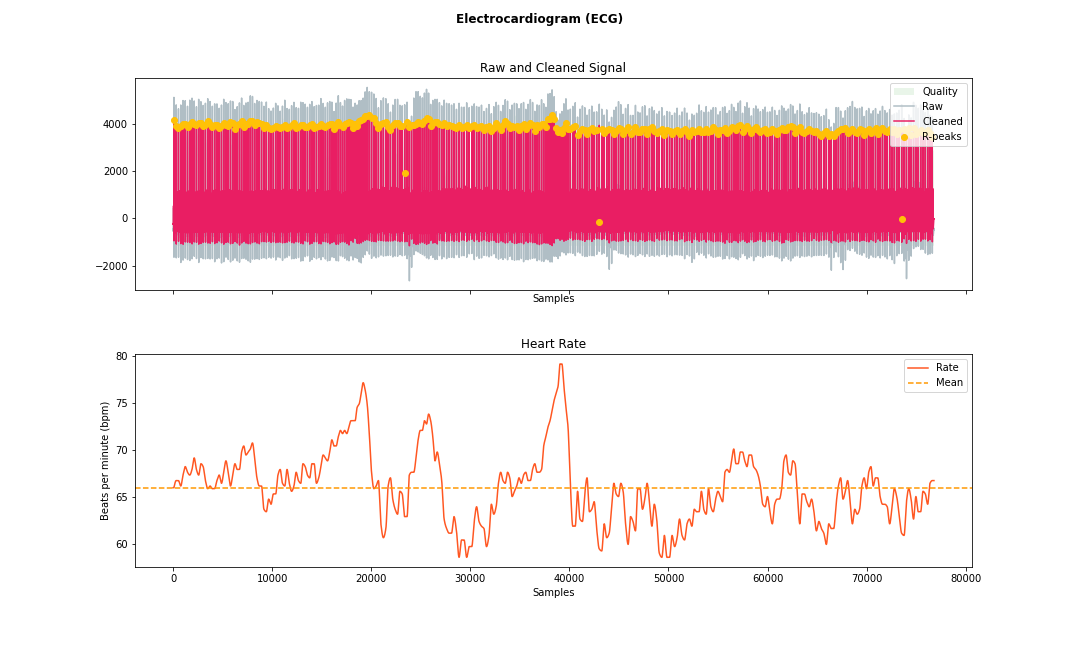 Electrocardiogram (ECG)
Raw and Cleaned Signal
Quality
Raw
Cleaned
R-peaks
4000
2000
0
−2000
Samples
Heart Rate
Rate
Mean
Beats per minute (bpm)
80
75
70
65
60
0 10000 20000 30000 40000 50000 60000 70000 80000
Samples